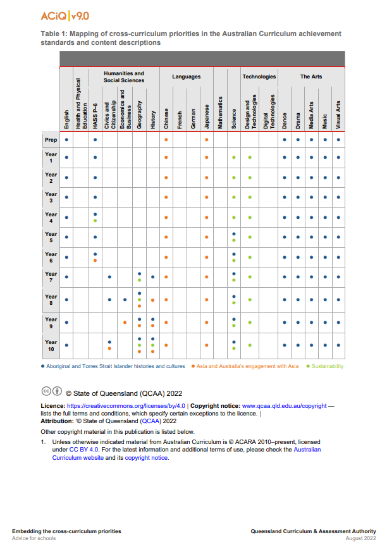 ACiQ | v9.0
Table 1: Mapping of cross-curriculum priorities in the Australian Curriculum achievement
standards and content descriptions
Humanities and
Social Sciences
Languages
Technologies
The Arts
English
Health and Physical
Education
HASS P–6
Civics and
Citizenship
Economics and
Business
Geography
History
Chinese
French
German
Japanese
Mathematics
Science
Design and
Technologies
Digital
Technologies
Dance
Drama
Media Arts
Music
Visual Arts
Prep
Year
1
Year
2
Year
3
Year
4
Year
5
Year
6
Year
7
Year
8
Year
9
Year
10
Aboriginal and Torres Strait Islander histories and cultures
Asia and Australia's engagement with Asia
Sustainability
© State of Queensland (QCAA) 2022
Licence: https://creativecommons.org/licenses/by/4.0 | Copyright notice: www.qcaa.qld.edu.au/copyright —
lists the full terms and conditions, which specify certain exceptions to the licence. |
Attribution: © State of Queensland (QCAA) 2022
Other copyright material in this publication is listed below.
1. Unless otherwise indicated material from Australian Curriculum is © ACARA 2010–present, licensed
under CC BY 4.0. For the latest information and additional terms of use, please check the Australian
Curriculum website and its copyright notice.
Embedding the cross-curriculum priorities
Advice for schools
Queensland Curriculum & Assessment Authority
August 2022